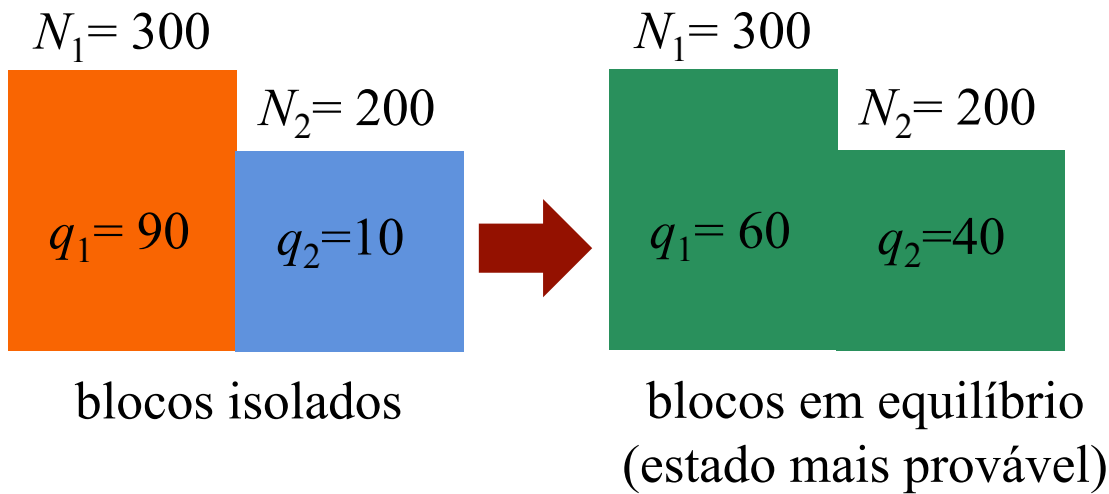 N₁= 300
N₂= 200
q₁= 90
q₂=10
blocos isolados
N₁= 300
N₂= 200
q₁= 60
q₂=40
blocos em equilíbrio
(estado mais provável)